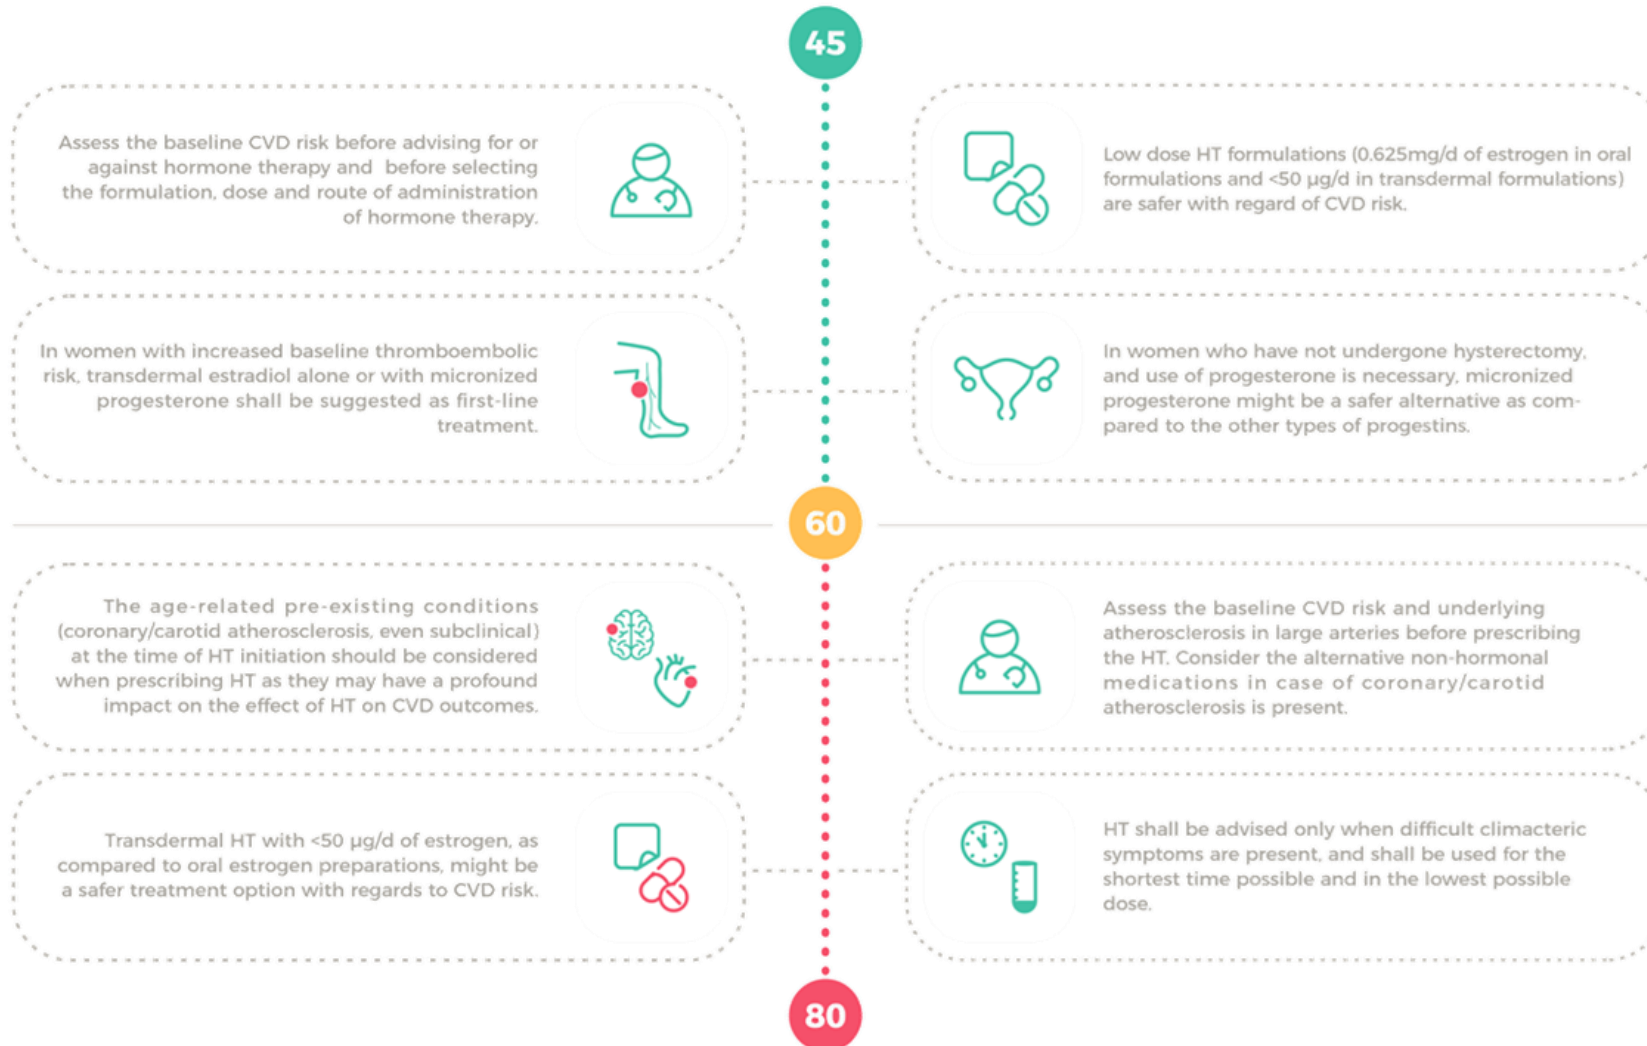 45
Assess the baseline CVD risk before advising for or
against hormone therapy and before selecting
the formulation, dose and route of administration
of hormone therapy.
Low dose HT formulations (0.625mg/d of estrogen in oral
formulations and <50 µg/d in transdermal formulations)
are safer with regard of CVD risk.
In women with increased baseline thromboembolic
risk, transdermal estradiol alone or with micronized
progesterone shall be suggested as first-line
treatment.
In women who have not undergone hysterectomy,
and use of progesterone is necessary, micronized
progesterone might be a safer alternative as com-
pared to the other types of progestins.
60
The age-related pre-existing conditions
(coronary/carotid atherosclerosis, even subclinical)
at the time of HT initiation should be considered
when prescribing HT as they may have a profound
impact on the effect of HT on CVD outcomes.
Assess the baseline CVD risk and underlying
atherosclerosis in large arteries before prescribing
the HT. Consider the alternative non-hormonal
medications in case of coronary/carotid
atherosclerosis is present.
Transdermal HT with <50 µg/d of estrogen, as
compared to oral estrogen preparations, might be
a safer treatment option with regards to CVD risk.
HT shall be advised only when difficult climacteric
symptoms are present, and shall be used for the
shortest time possible and in the lowest possible
dose.
80